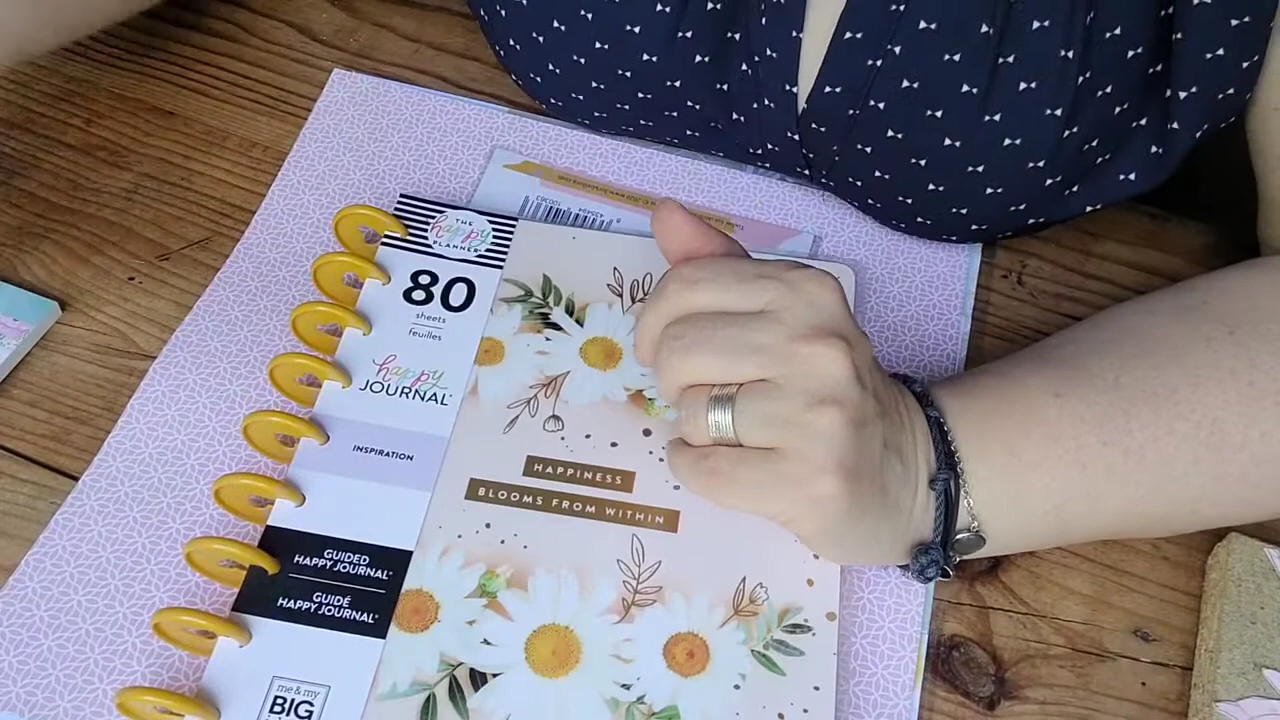 THE
happy
PLANNER®
80
sheets
feuilles
happy
JOURNAL®
INSPIRATION
GUIDED
HAPPY JOURNAL®
GUIDÉ
HAPPY JOURNAL®
me & my
BIG
HAPPINESS
BLOOMS FROM WITHIN